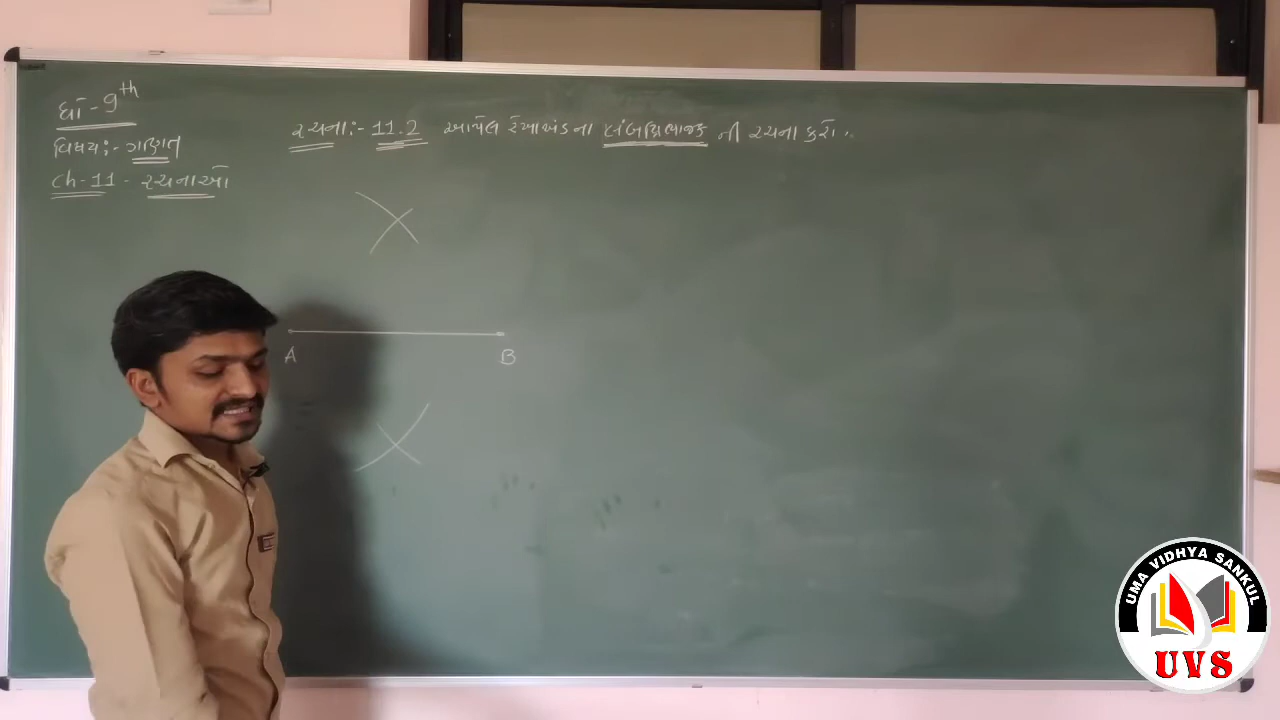 ધો - 9th
વિષય:- ગણિત
Ch-11 - રચનાઓ
રચના:- 11.2 આપેલ રેખાખંડના લંબદ્વિભાજક ની રચના કરો.
A
B
UMA VIDHYA SANKUL
UVS